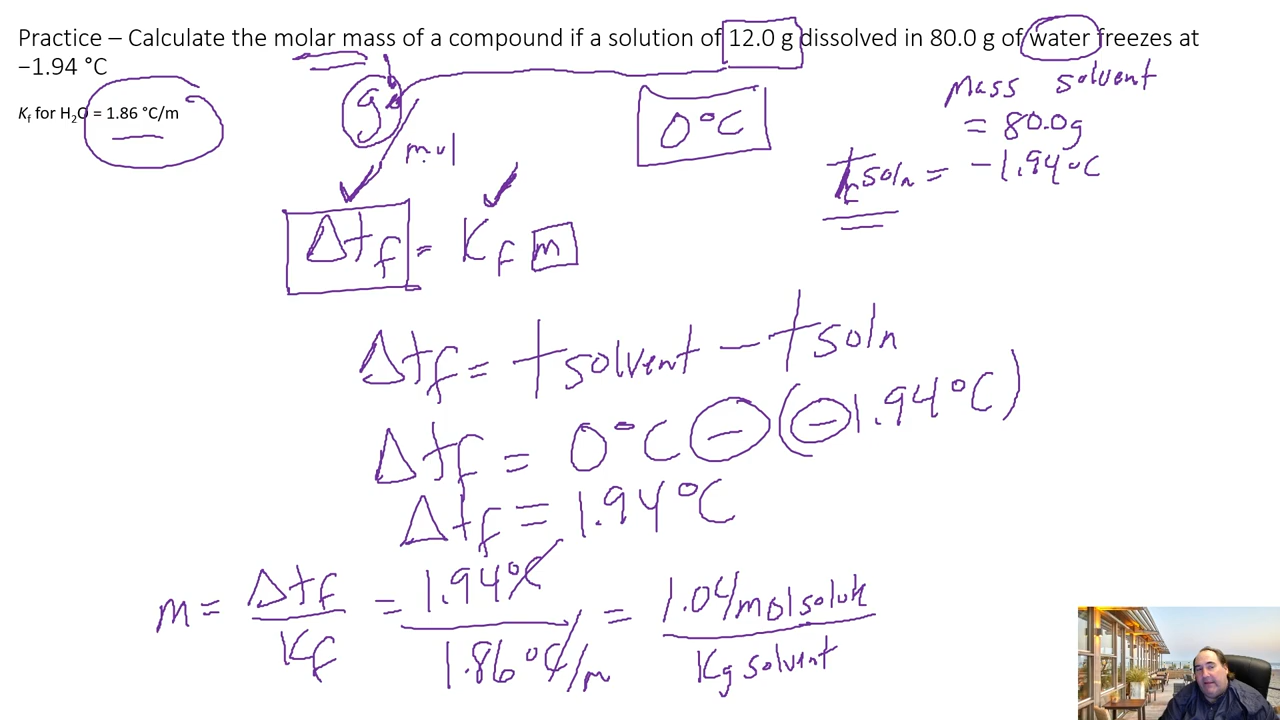 Practice – Calculate the molar mass of a compound if a solution of 12.0 g dissolved in 80.0 g of water freezes at
−1.94 °C
Kf for H2O = 1.86 °C/m
g
mol
0°C
mass solvent
= 80.0g
tsoln = -1.94°C
Δtf = Kf m
Δtf = tsolvent - tsoln
Δtf = 0°C - (-1.94°C)
Δtf = 1.94°C
m = Δtf / Kf = 1.94°C / 1.86°C/m = 1.04 mol solute / Kg solvent